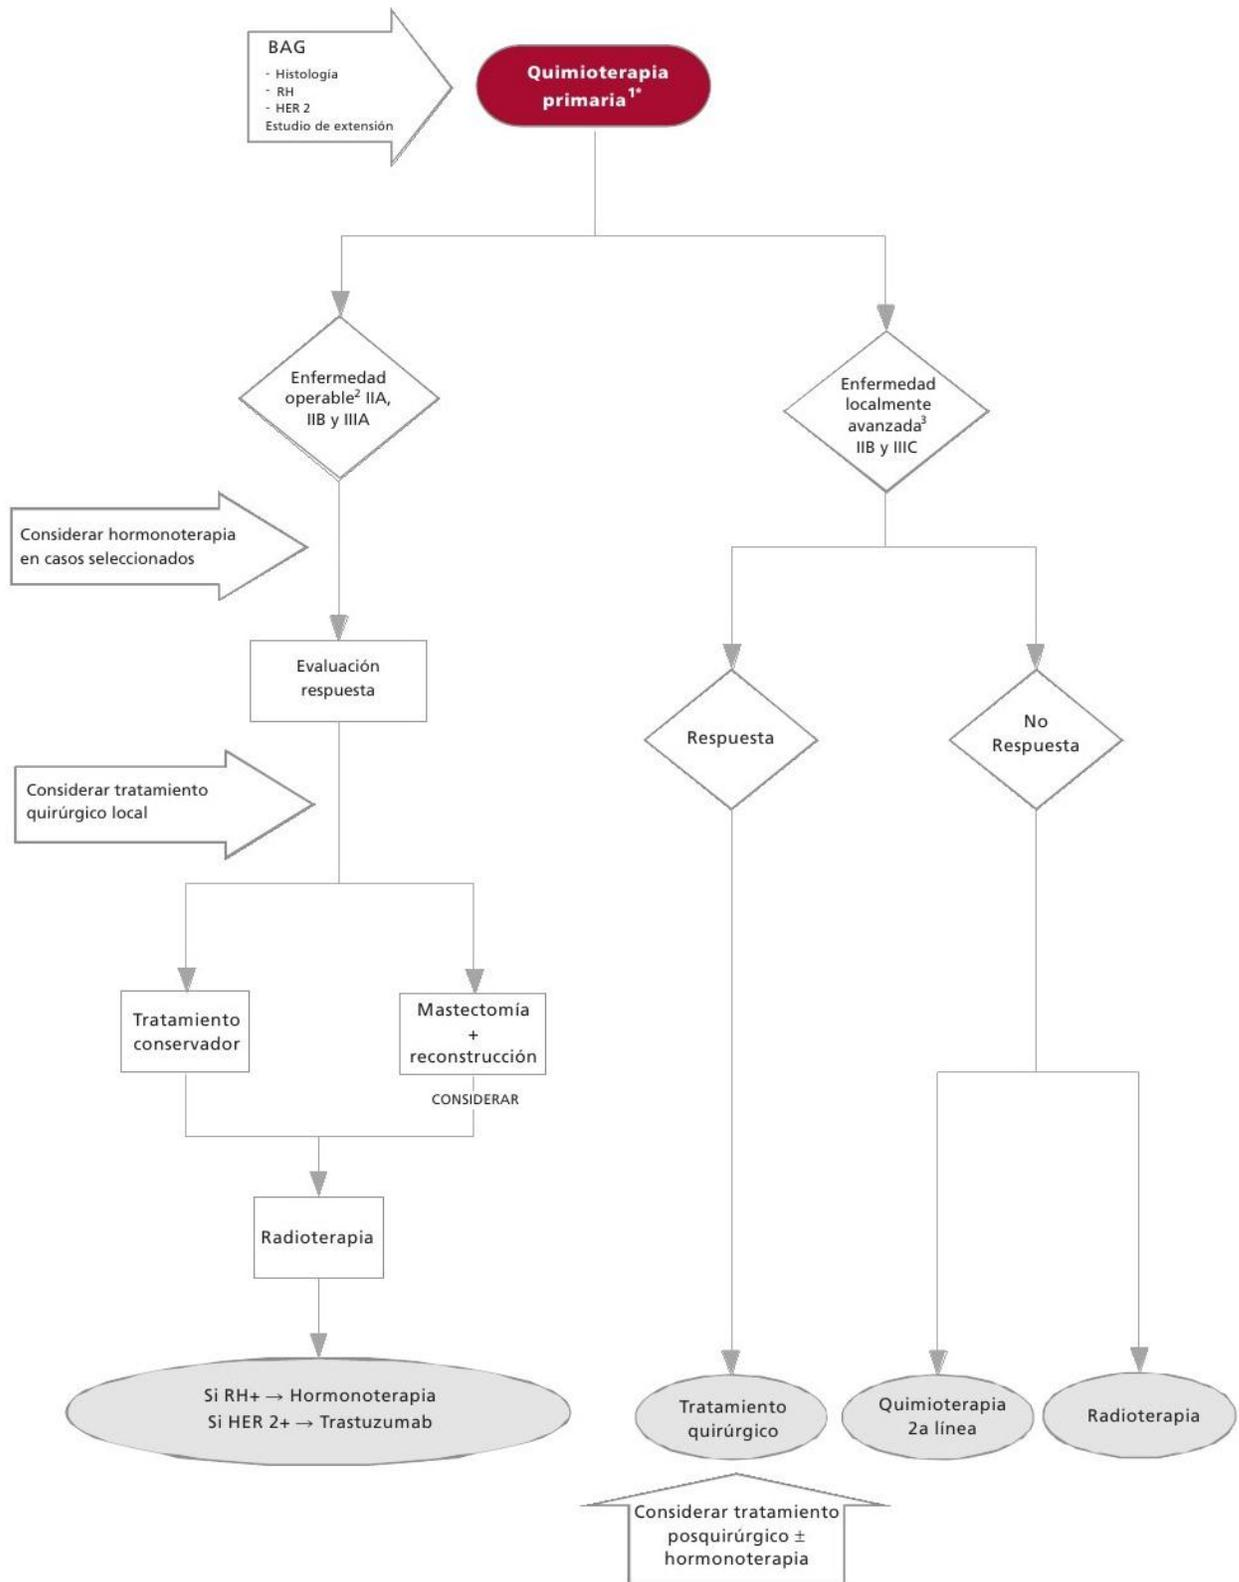 BAG
- Histología
- RH
- HER 2
Estudio de extensión
Quimioterapia
primaria1*
Enfermedad
operable2 IIA,
IIB y IIIA
Enfermedad
localmente
avanzada3
IIB y IIIC
Considerar hormonoterapia
en casos seleccionados
Evaluación
respuesta
Respuesta
No
Respuesta
Considerar tratamiento
quirúrgico local
Tratamiento
conservador
Mastectomía
+
reconstrucción
CONSIDERAR
Radioterapia
Si RH+ → Hormonoterapia
Si HER 2+ → Trastuzumab
Tratamiento
quirúrgico
Quimioterapia
2a línea
Radioterapia
Considerar tratamiento
posquirúrgico ±
hormonoterapia